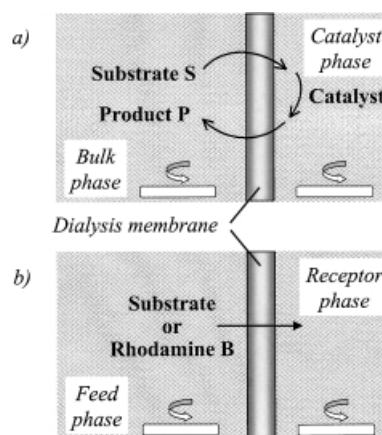 a)
Catalyst
phase
Substrate S
Catalyst
Product P
Bulk
phase
Dialysis membrane
b)
Receptor
phase
Substrate
or
Rhodamine B
Feed
phase